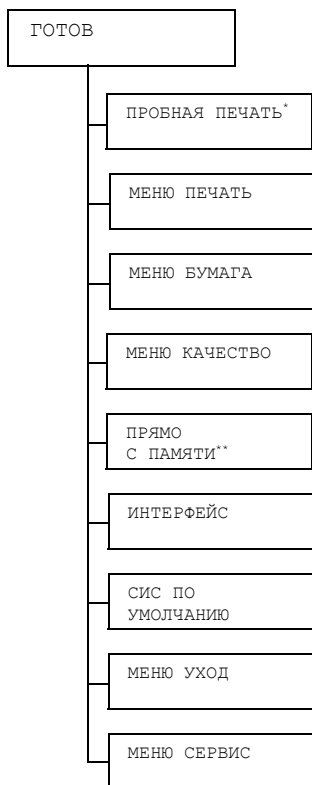 ГОТОВ
ПРОБНАЯ ПЕЧАТЬ*
МЕНЮ ПЕЧАТЬ
МЕНЮ БУМАГА
МЕНЮ КАЧЕСТВО
ПРЯМО
С ПАМЯТИ**
ИНТЕРФЕЙС
СИС ПО
УМОЛЧАНИЮ
МЕНЮ УХОД
МЕНЮ СЕРВИС